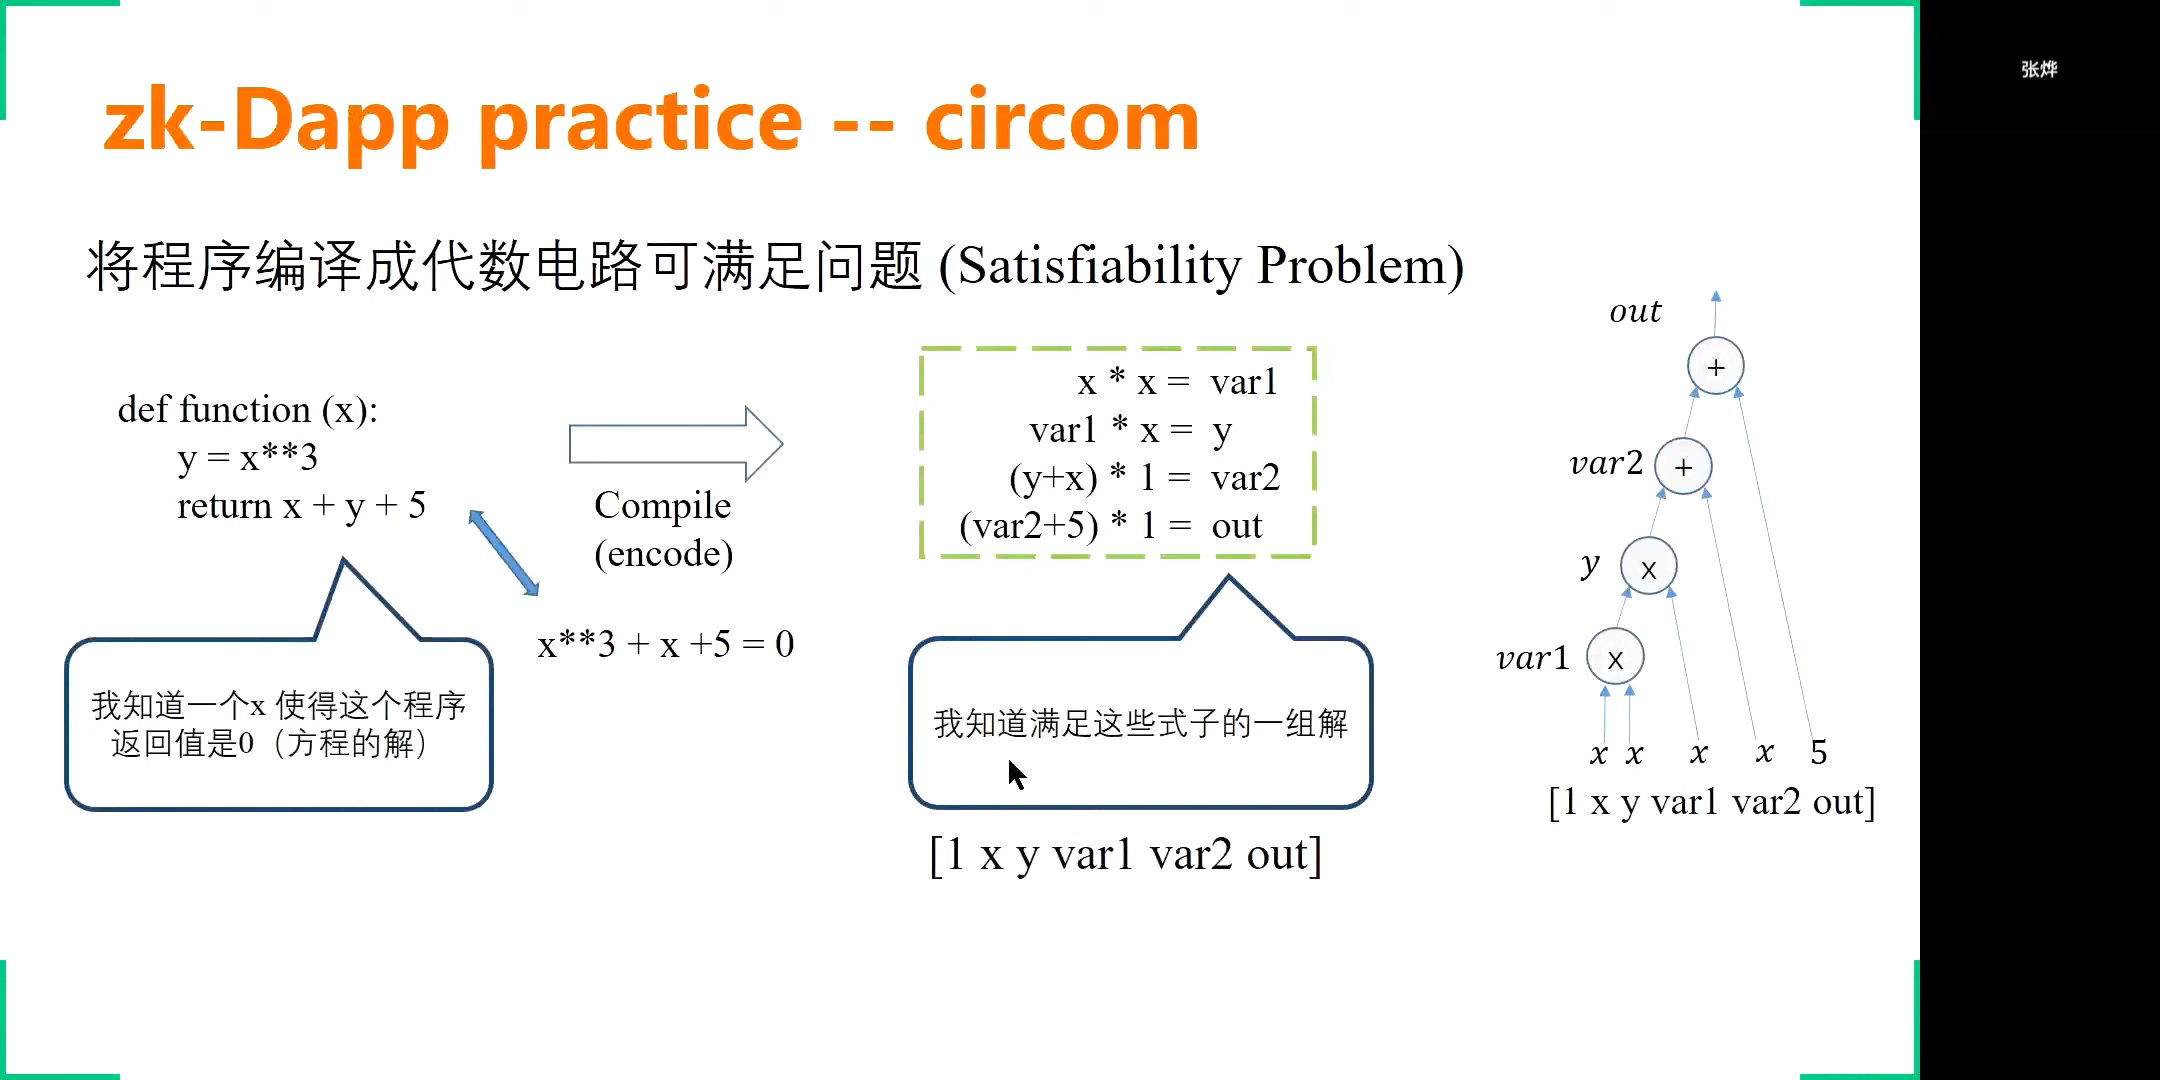 张烨
zk-Dapp practice -- circom
将程序编译成代数电路可满足问题 (Satisfiability Problem)
def function (x):
y = x**3
return x + y + 5
Compile
(encode)
x**3 + x +5 = 0
我知道一个x 使得这个程序
返回值是0（方程的解）
x * x = var1
var1 * x = y
(y+x) * 1 = var2
(var2+5) * 1 = out
我知道满足这些式子的一组解
[1 x y var1 var2 out]
out
+
var2
+
y
x
var1
x
x x x x 5
[1 x y var1 var2 out]